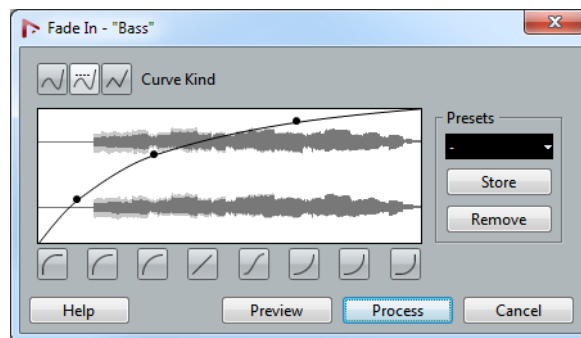 Fade In - "Bass"
Curve Kind
Presets
-
Store
Remove
Help
Preview
Process
Cancel